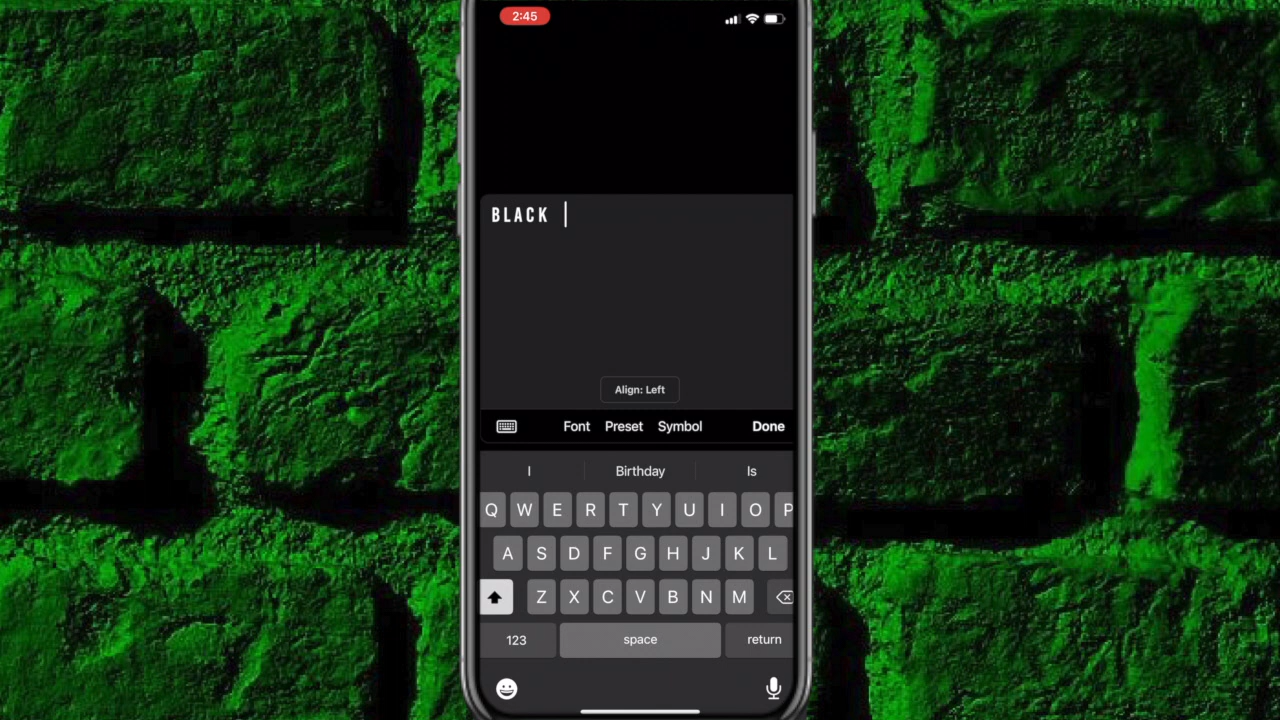 2:45
BLACK
Align: Left
Font Preset Symbol Done
I Birthday Is
Q W E R T Y U I O P
A S D F G H J K L
Z X C V B N M
123 space return